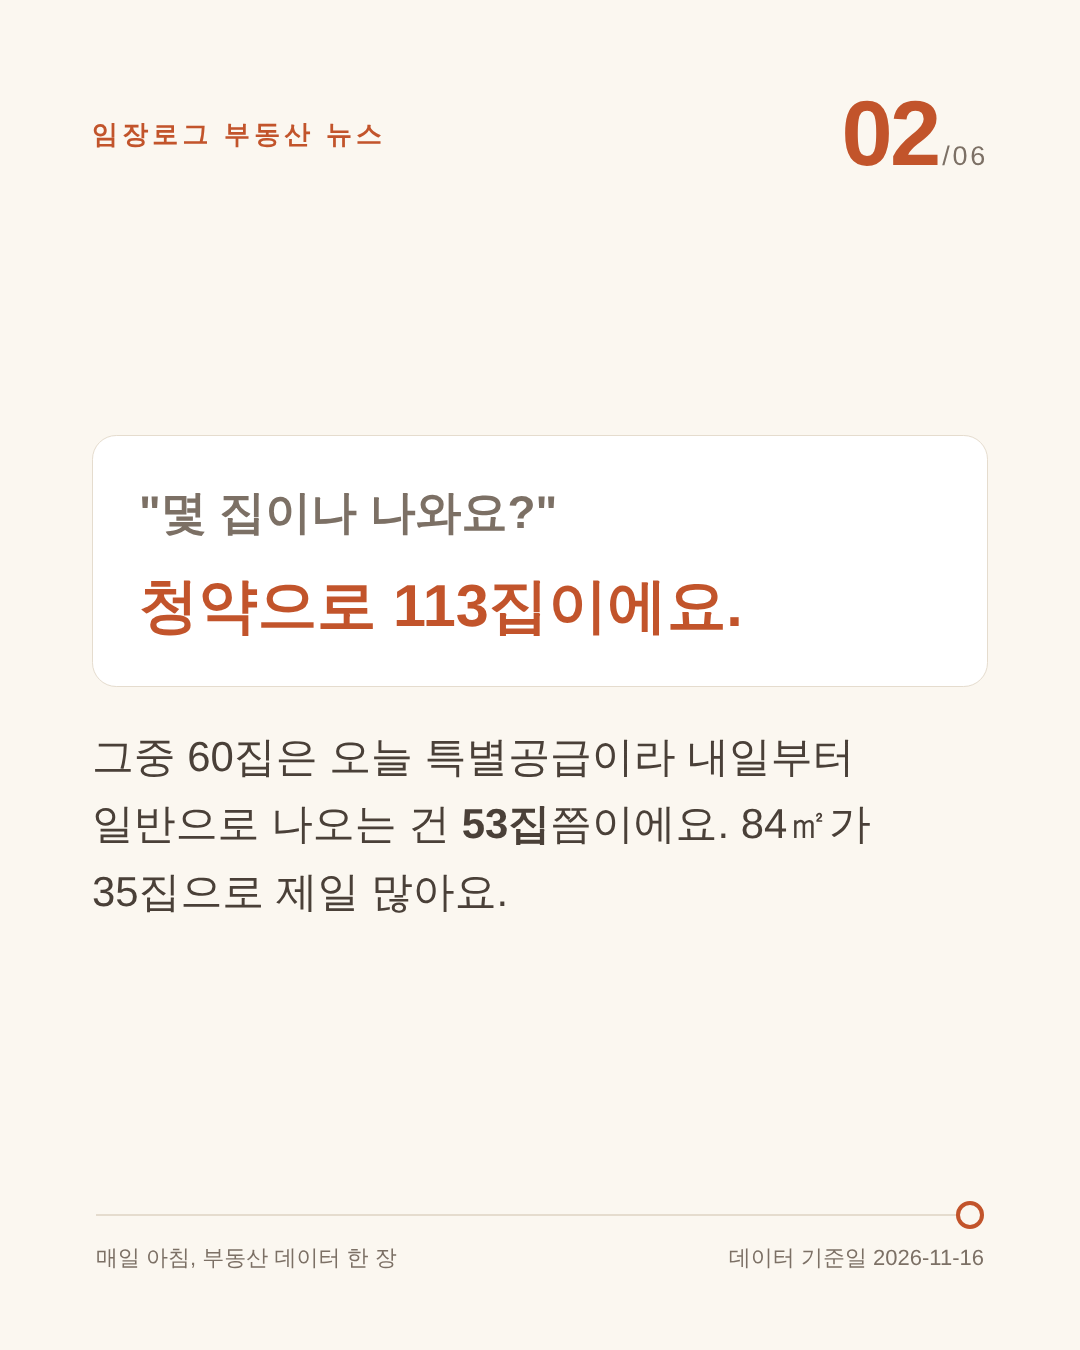 임장로그 부동산 뉴스
02/06
"몇 집이나 나와요?"
청약으로 113집이에요.
그중 60집은 오늘 특별공급이라 내일부터
일반으로 나오는 건 53집쯤이에요. 84㎡가
35집으로 제일 많아요.
매일 아침, 부동산 데이터 한 장
데이터 기준일 2026-11-16